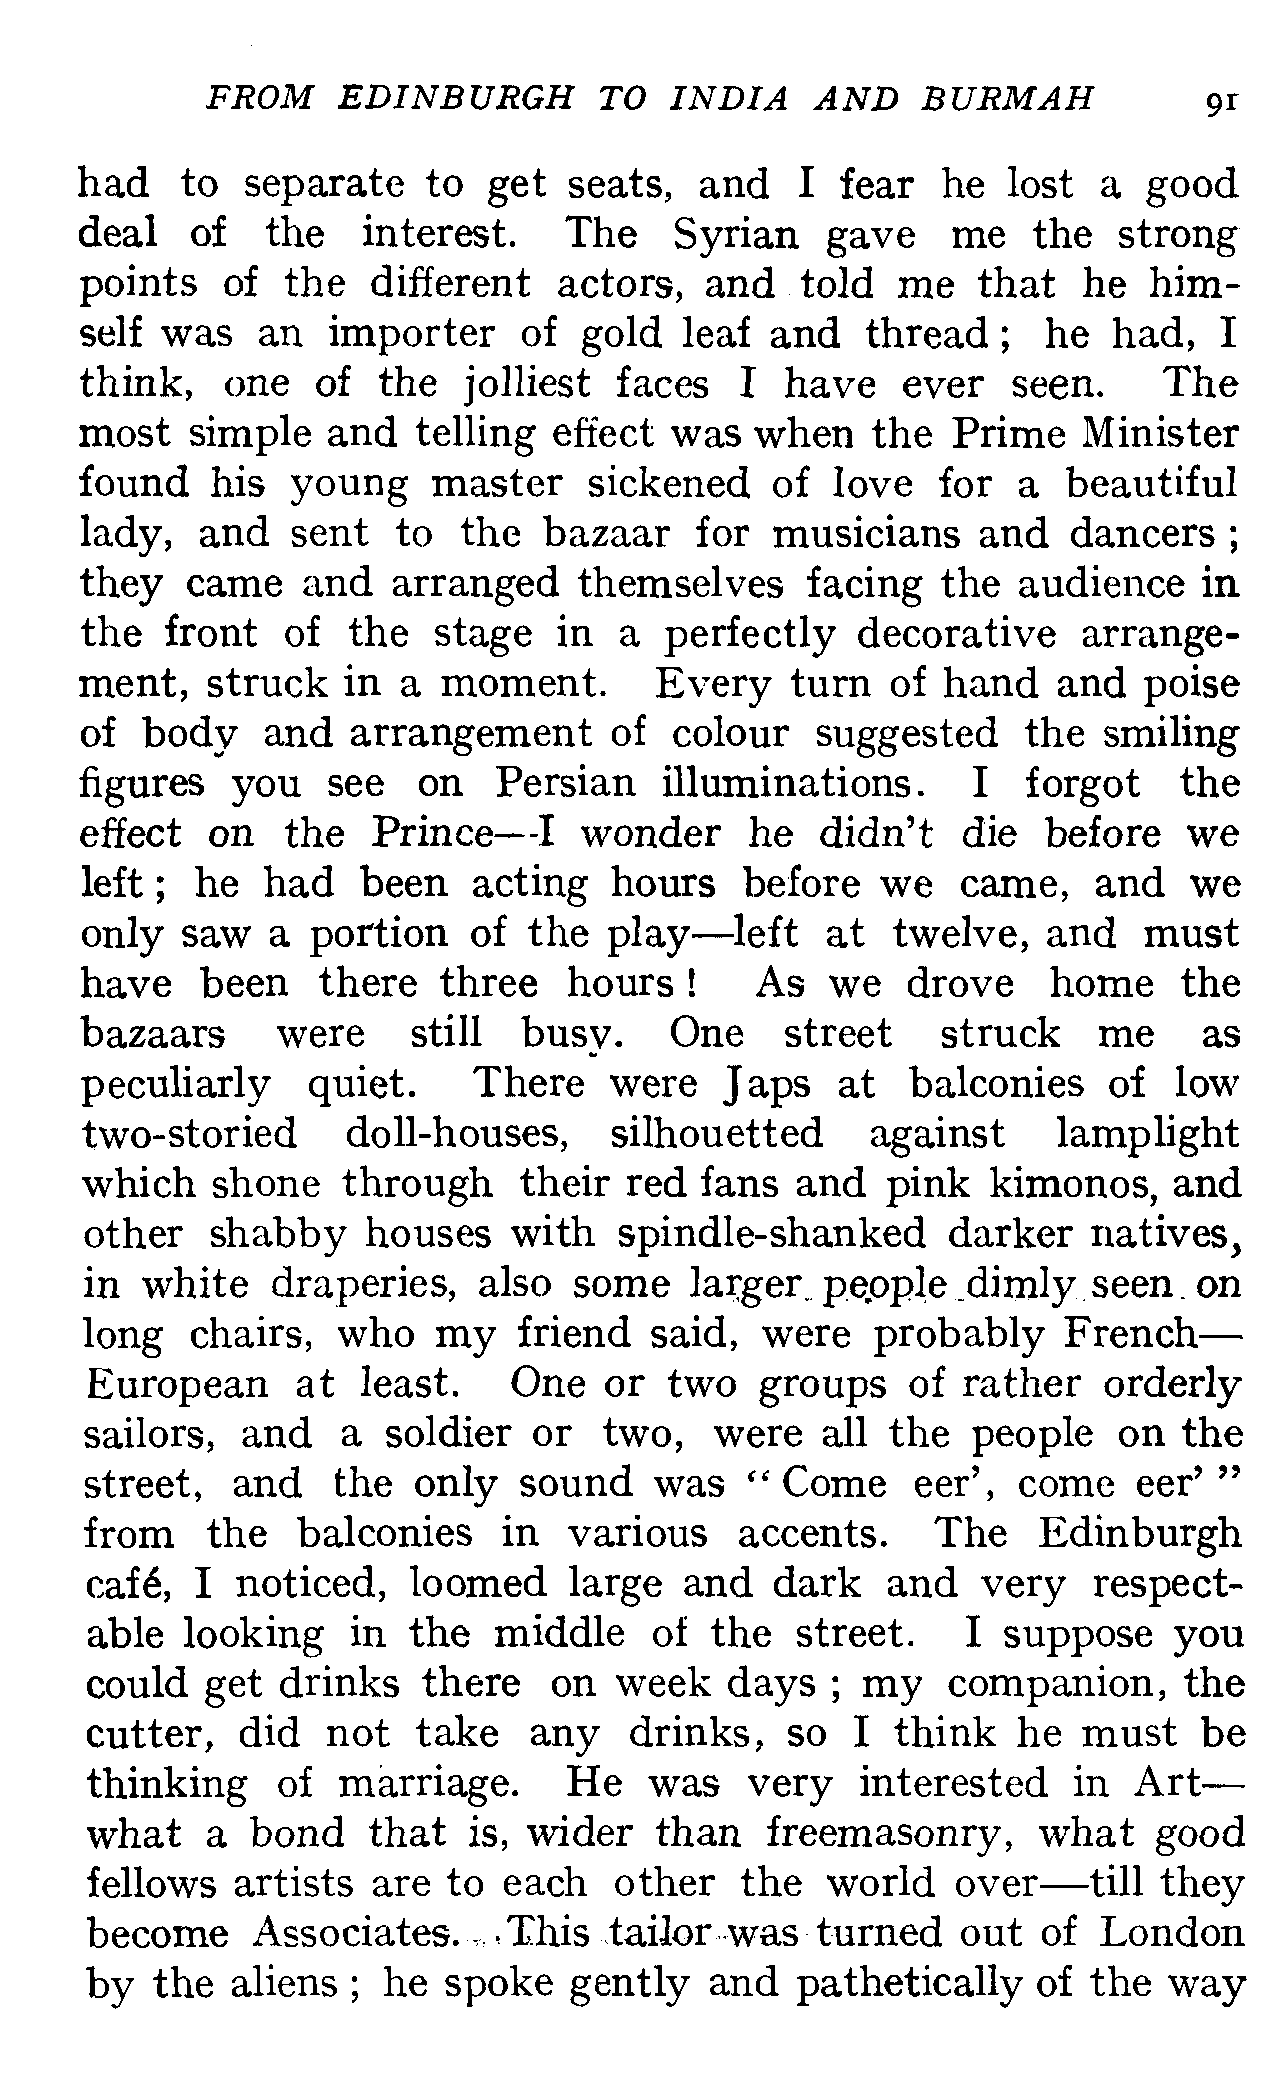 FROM EDINBURGH TO INDIA AND BURMAH 91
had to separate to get seats, and I fear he lost a good
deal of the interest. The Syrian gave me the strong
points of the different actors, and told me that he him-
self was an importer of gold leaf and thread ; he had, I
think, one of the jolliest faces I have ever seen. The
most simple and telling effect was when the Prime Minister
found his young master sickened of love for a beautiful
lady, and sent to the bazaar for musicians and dancers ;
they came and arranged themselves facing the audience in
the front of the stage in a perfectly decorative arrange-
ment, struck in a moment. Every turn of hand and poise
of body and arrangement of colour suggested the smiling
figures you see on Persian illuminations. I forgot the
effect on the Prince—I wonder he didn't die before we
left ; he had been acting hours before we came, and we
only saw a portion of the play—left at twelve, and must
have been there three hours ! As we drove home the
bazaars were still busy. One street struck me as
peculiarly quiet. There were Japs at balconies of low
two-storied doll-houses, silhouetted against lamplight
which shone through their red fans and pink kimonos, and
other shabby houses with spindle-shanked darker natives,
in white draperies, also some larger people dimly seen on
long chairs, who my friend said, were probably French—
European at least. One or two groups of rather orderly
sailors, and a soldier or two, were all the people on the
street, and the only sound was “ Come eer', come eer' ”
from the balconies in various accents. The Edinburgh
café, I noticed, loomed large and dark and very respect-
able looking in the middle of the street. I suppose you
could get drinks there on week days ; my companion, the
cutter, did not take any drinks, so I think he must be
thinking of marriage. He was very interested in Art—
what a bond that is, wider than freemasonry, what good
fellows artists are to each other the world over—till they
become Associates. This tailor was turned out of London
by the aliens ; he spoke gently and pathetically of the way